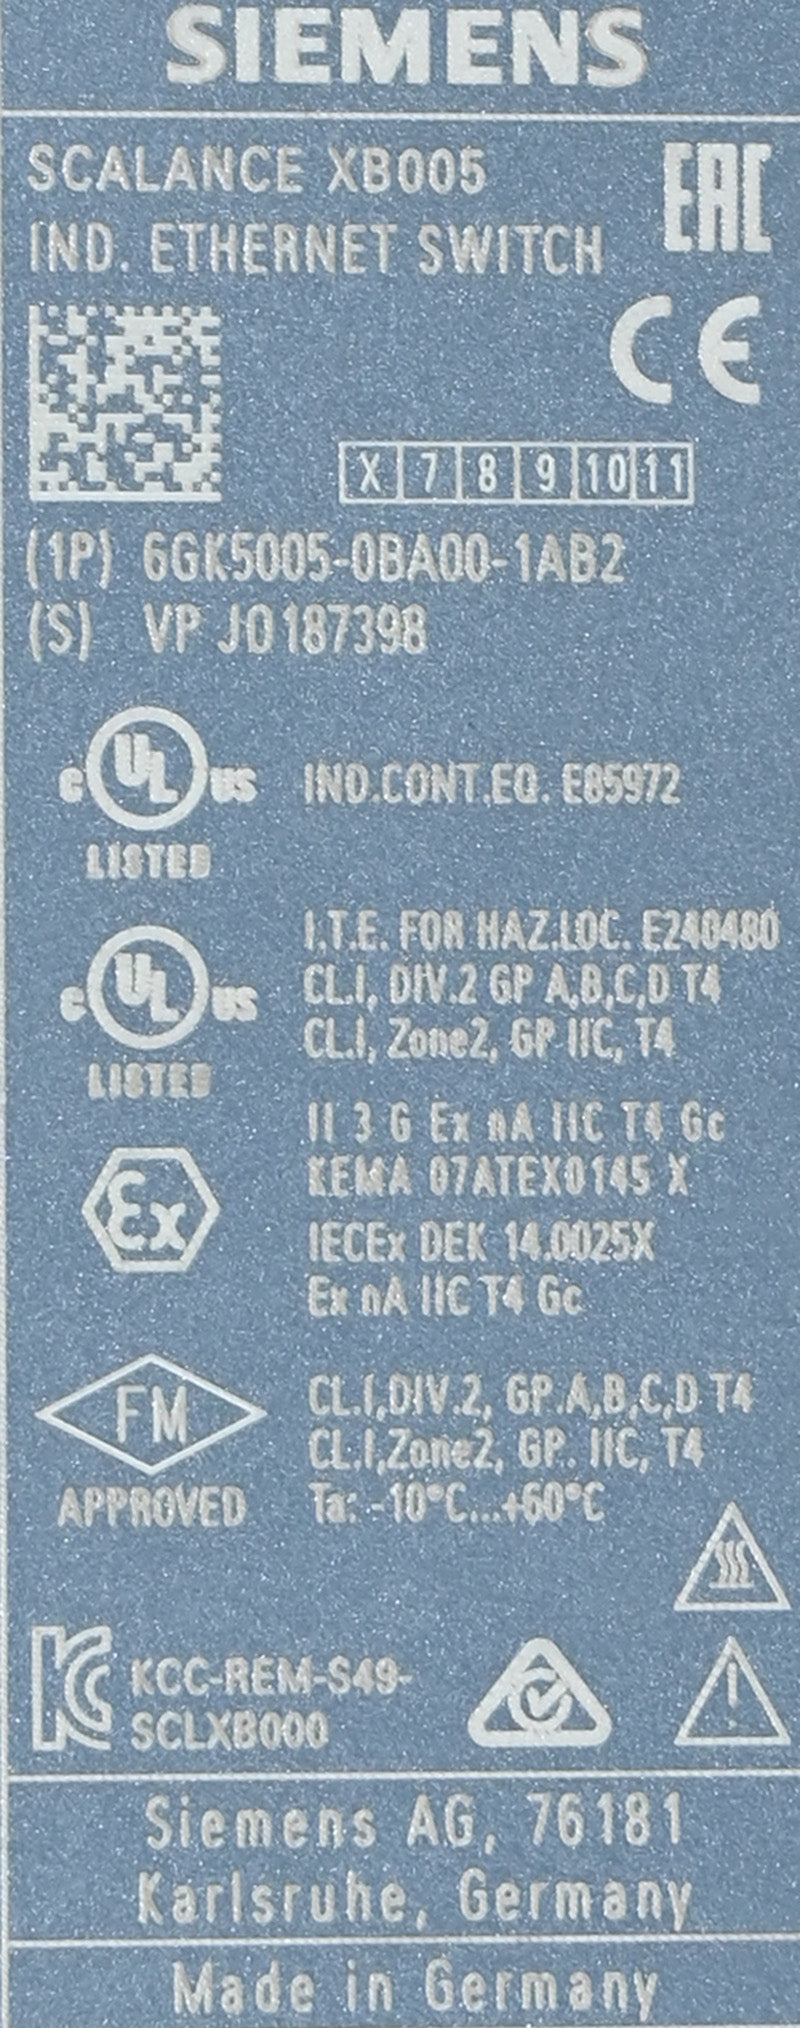 SIEMENS
SCALANCE XB005
IND. ETHERNET SWITCH
EAC
CE
X 7 8 9 10 11
(1P) 6GK5005-0BA00-1AB2
(S) VP J0187398
c UL US
LISTED
IND.CONT.EQ. E85972
c UL US
LISTED
I.T.E. FOR HAZ.LOC. E240480
CL.I, DIV.2 GP A,B,C,D T4
CL.I, Zone2, GP IIC, T4
Ex
II 3 G Ex nA IIC T4 Gc
KEMA 07ATEX0145 X
IECEx DEK 14.0025X
Ex nA IIC T4 Gc
FM
APPROVED
CL.I,DIV.2, GP.A,B,C,D T4
CL.I,Zone2, GP. IIC, T4
Ta: -10°C...+60°C
KC
KCC-REM-S49-
SCLXB000
Siemens AG, 76181
Karlsruhe, Germany
Made in Germany